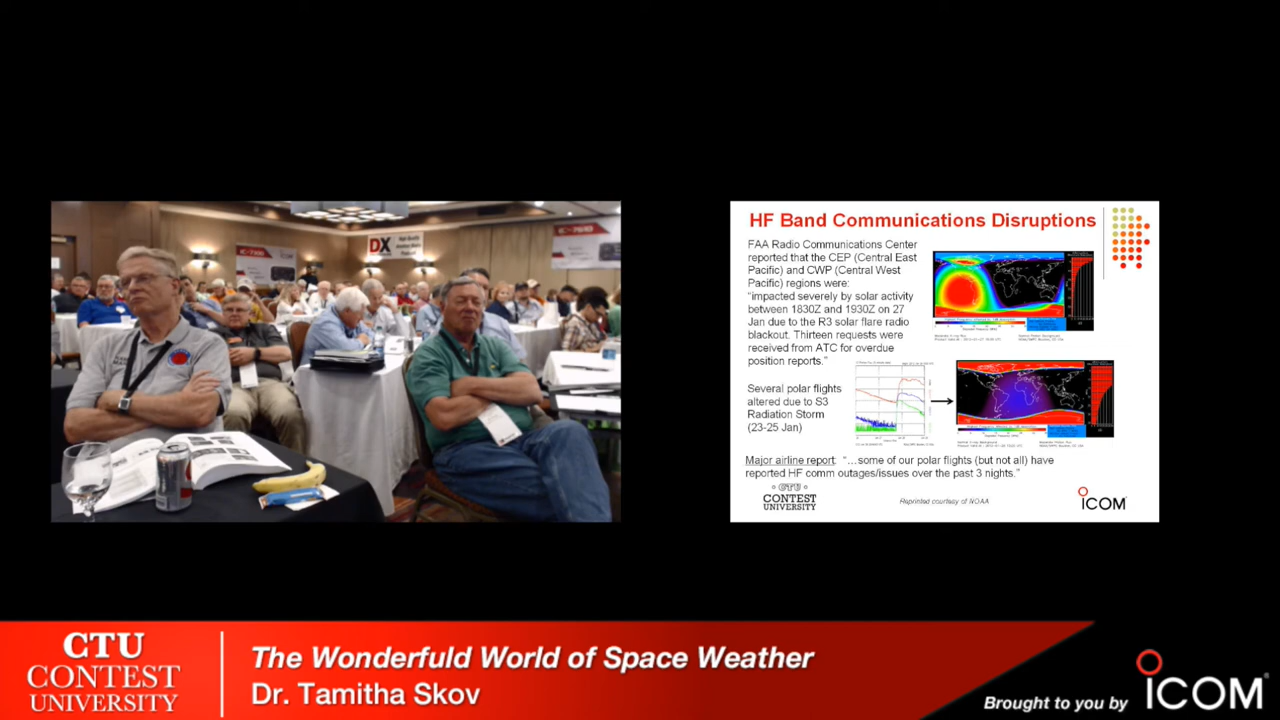 DX
HF Band Communications Disruptions
FAA Radio Communications Center
reported that the CEP (Central East
Pacific) and CWP (Central West
Pacific) regions were:
“impacted severely by solar activity
between 1830Z and 1930Z on 27
Jan due to the R3 solar flare radio
blackout. Thirteen requests were
received from ATC for overdue
position reports.”
Several polar flights
altered due to S3
Radiation Storm
(23-25 Jan)
Major airline report: “…some of our polar flights (but not all) have
reported HF comm outages/issues over the past 3 nights.”
CTU
CONTEST
UNIVERSITY
Reprinted courtesy of NOAA
ICOM
CTU
CONTEST
UNIVERSITY
The Wonderfuld World of Space Weather
Dr. Tamitha Skov
Brought to you by
ICOM